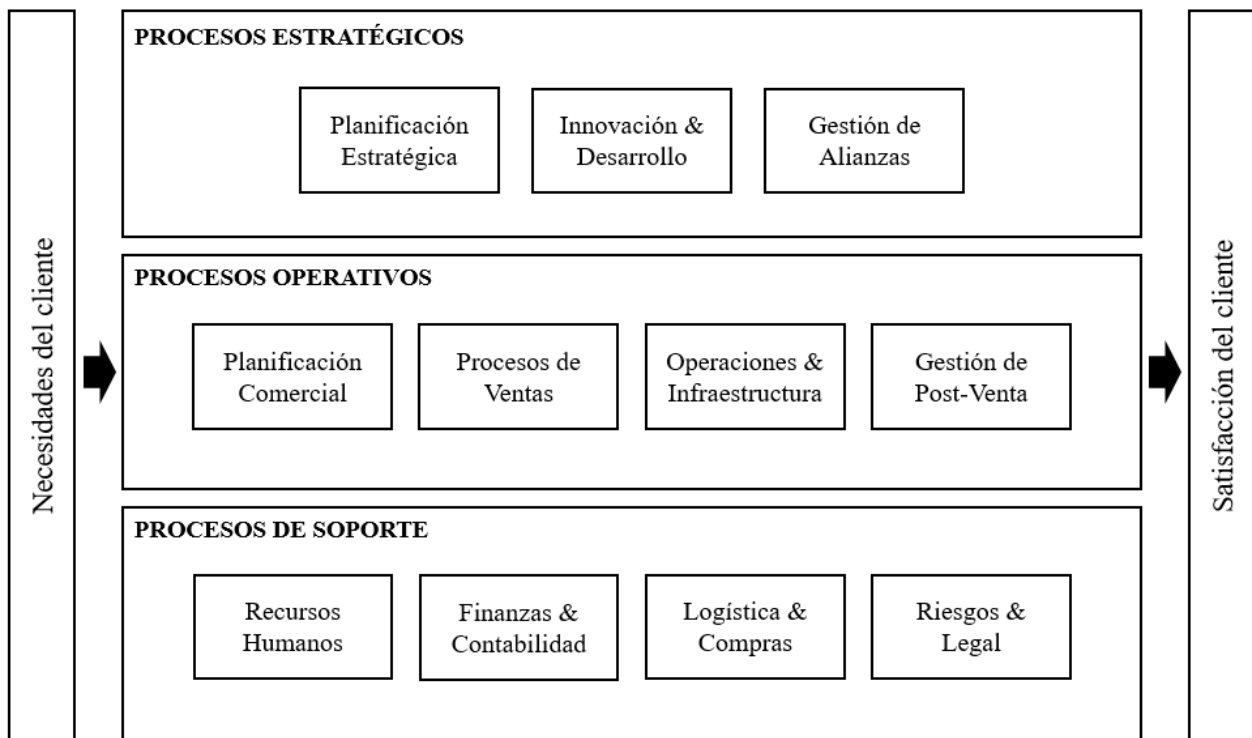 Necesidades del cliente
PROCESOS ESTRATÉGICOS
Planificación
Estratégica
Innovación &
Desarrollo
Gestión de
Alianzas
PROCESOS OPERATIVOS
Planificación
Comercial
Procesos de
Ventas
Operaciones &
Infraestructura
Gestión de
Post-Venta
PROCESOS DE SOPORTE
Recursos
Humanos
Finanzas &
Contabilidad
Logística &
Compras
Riesgos &
Legal
Satisfacción del cliente